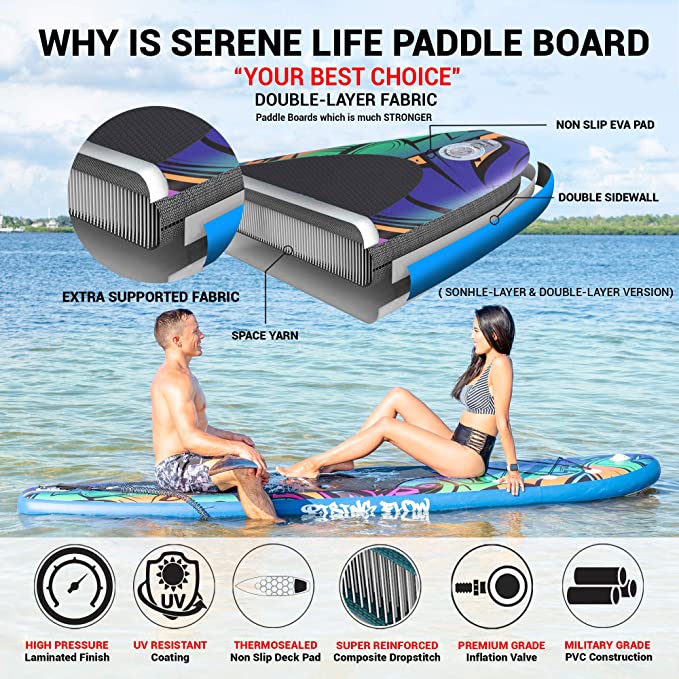 WHY IS SERENE LIFE PADDLE BOARD
“YOUR BEST CHOICE”
DOUBLE-LAYER FABRIC
Paddle Boards which is much STRONGER
NON SLIP EVA PAD
DOUBLE SIDEWALL
( SONHLE-LAYER & DOUBLE-LAYER VERSION)
EXTRA SUPPORTED FABRIC
SPACE YARN
STRING FLOW
UV
HIGH PRESSURE
Laminated Finish
UV RESISTANT
Coating
THERMOSEALED
Non Slip Deck Pad
SUPER REINFORCED
Composite Dropstitch
PREMIUM GRADE
Inflation Valve
MILITARY GRADE
PVC Construction